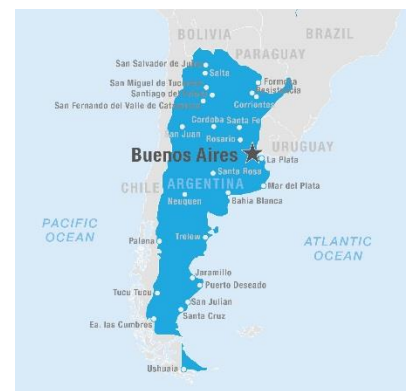 BOLIVIA
BRAZIL
PARAGUAY
San Salvador de Jujuy
Salta
San Miguel de Tucuman
Formosa
Santiago del
Resistencia
San Fernando del Valle de Catamarca
Corrientes
Cordoba
Santa Fe
San Juan
Rosario
URUGUAY
Buenos Aires
La Plata
Santa Rosa
CHILE
ARGENTINA
Mar del Plata
Neuquen
Bahia Blanca
PACIFIC
OCEAN
ATLANTIC
OCEAN
Palena
Trelew
Jaramillo
Puerto Deseado
Tucu Tucu
San Julian
Santa Cruz
Ea. las Cumbres
Ushuaia